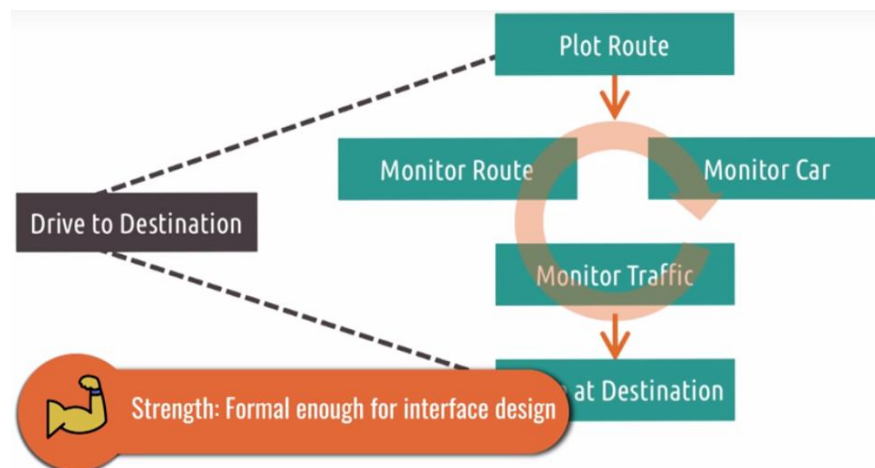 Plot Route
Monitor Route
Monitor Car
Drive to Destination
Monitor Traffic
at Destination
Strength: Formal enough for interface design